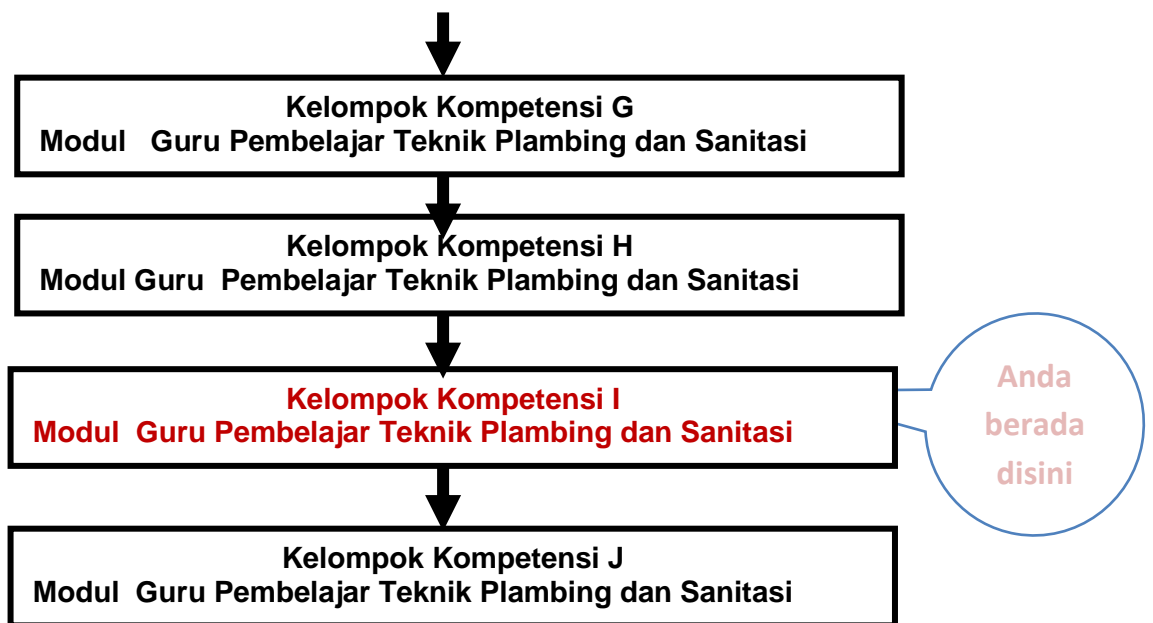 Kelompok Kompetensi G
Modul Guru Pembelajar Teknik Plambing dan Sanitasi
Kelompok Kompetensi H
Modul Guru Pembelajar Teknik Plambing dan Sanitasi
Kelompok Kompetensi I
Modul Guru Pembelajar Teknik Plambing dan Sanitasi
Anda
berada
disini
Kelompok Kompetensi J
Modul Guru Pembelajar Teknik Plambing dan Sanitasi